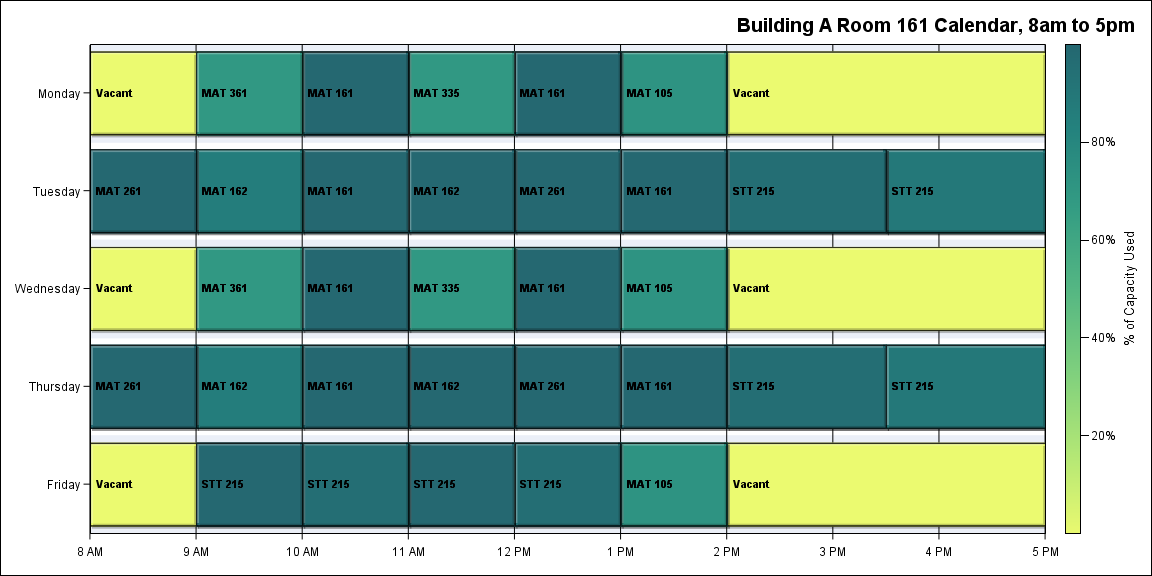 Building A Room 161 Calendar, 8am to 5pm
Monday
Vacant
MAT 361
MAT 161
MAT 335
MAT 161
MAT 105
Vacant
Tuesday
MAT 261
MAT 162
MAT 161
MAT 162
MAT 261
MAT 161
STT 215
STT 215
Wednesday
Vacant
MAT 361
MAT 161
MAT 335
MAT 161
MAT 105
Vacant
Thursday
MAT 261
MAT 162
MAT 161
MAT 162
MAT 261
MAT 161
STT 215
STT 215
Friday
Vacant
STT 215
STT 215
STT 215
STT 215
MAT 105
Vacant
8 AM
9 AM
10 AM
11 AM
12 PM
1 PM
2 PM
3 PM
4 PM
5 PM
80%
60%
40%
20%
% of Capacity Used